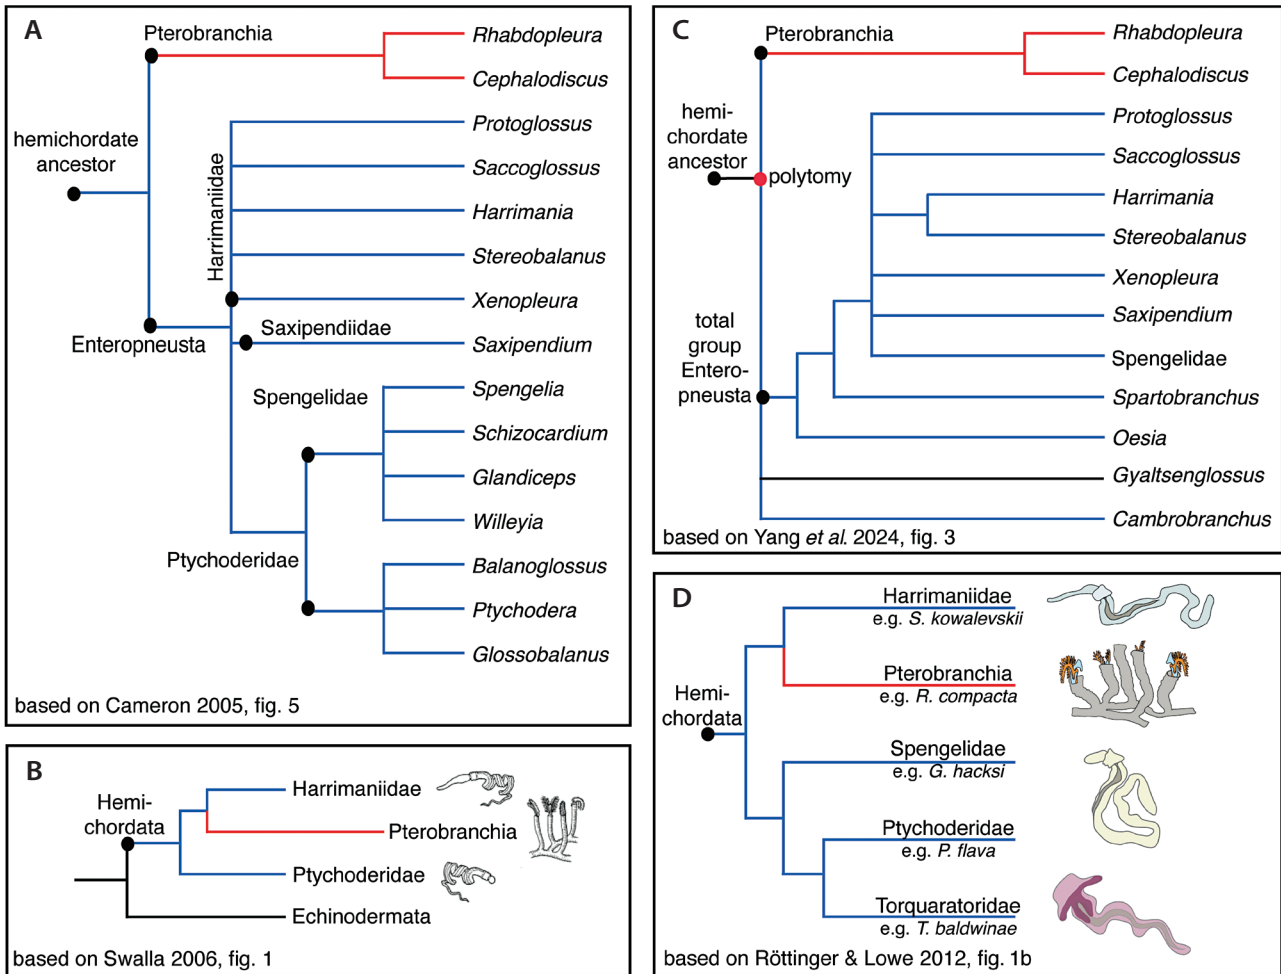 A
Pterobranchia
Rhabdopleura
Cephalodiscus
hemichordate
ancestor
Protoglossus
Saccoglossus
Harrimaniidae
Harrimania
Stereobalanus
Xenopleura
Enteropneusta
Saxipendiidae
Saxipendium
Spengelidae
Spengelia
Schizocardium
Glandiceps
Willeyia
Ptychoderidae
Balanoglossus
Ptychodera
Glossobalanus
based on Cameron 2005, fig. 5
B
Hemi-
chordata
Harrimaniidae
Pterobranchia
Ptychoderidae
Echinodermata
based on Swalla 2006, fig. 1
C
Pterobranchia
Rhabdopleura
Cephalodiscus
hemi-
chordate
ancestor
polytomy
Protoglossus
Saccoglossus
Harrimania
Stereobalanus
Xenopleura
Saxipendium
Spengelidae
total
group
Entero-
pneusta
Spartobranchus
Oesia
Gyaltsenglossus
Cambrobranchus
based on Yang et al. 2024, fig. 3
D
Hemi-
chordata
Harrimaniidae
e.g. S. kowalevskii
Pterobranchia
e.g. R. compacta
Spengelidae
e.g. G. hacksi
Ptychoderidae
e.g. P. flava
Torquaratoridae
e.g. T. baldwinae
based on Röttinger & Lowe 2012, fig. 1b